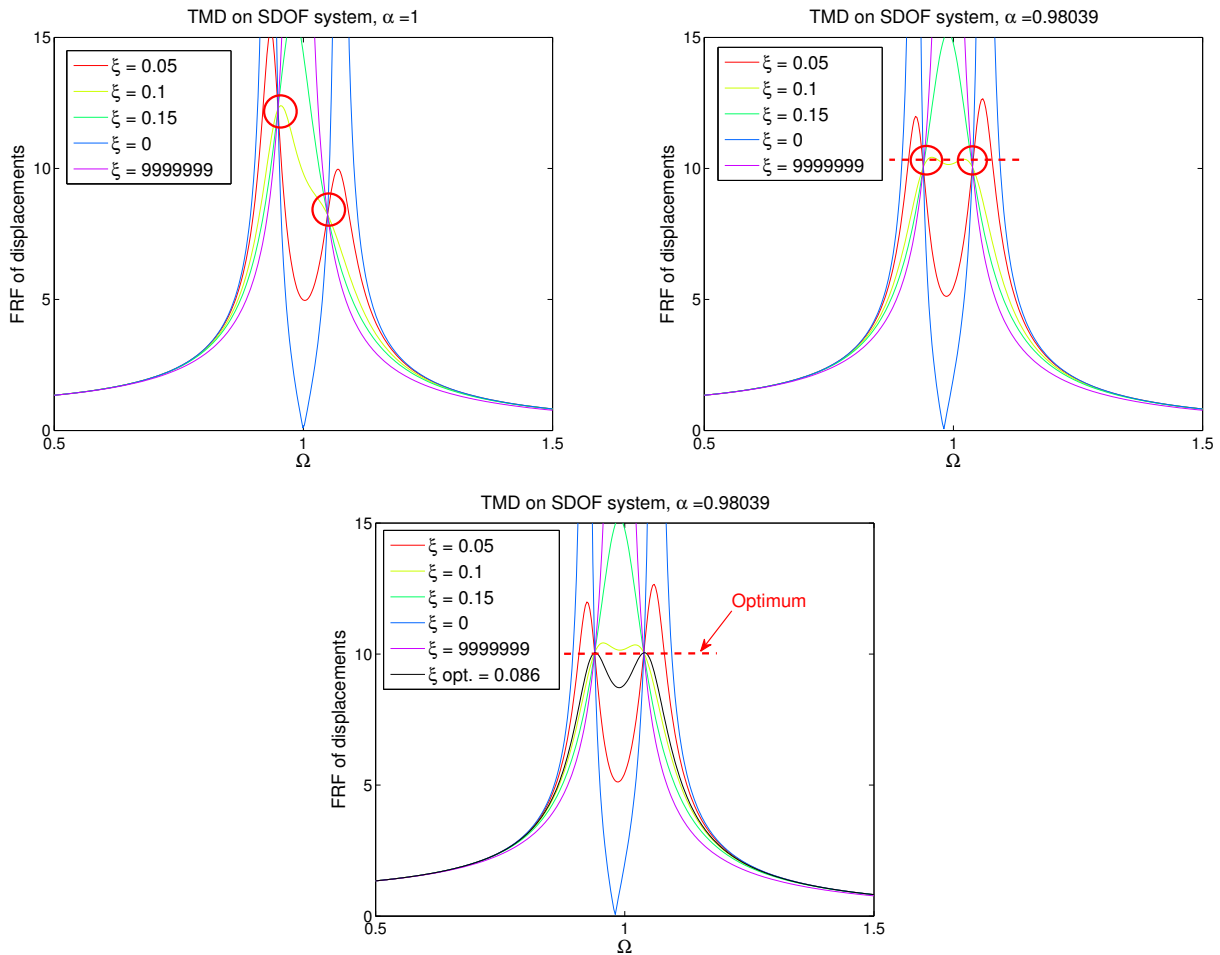 TMD on SDOF system, α =1
15
10
5
0
0.5
1
1.5
FRF of displacements
Ω
ξ = 0.05
ξ = 0.1
ξ = 0.15
ξ = 0
ξ = 9999999
TMD on SDOF system, α =0.98039
15
10
5
0
0.5
1
1.5
FRF of displacements
Ω
ξ = 0.05
ξ = 0.1
ξ = 0.15
ξ = 0
ξ = 9999999
TMD on SDOF system, α =0.98039
15
10
5
0
0.5
1
1.5
FRF of displacements
Ω
ξ = 0.05
ξ = 0.1
ξ = 0.15
ξ = 0
ξ = 9999999
ξ opt. = 0.086
Optimum